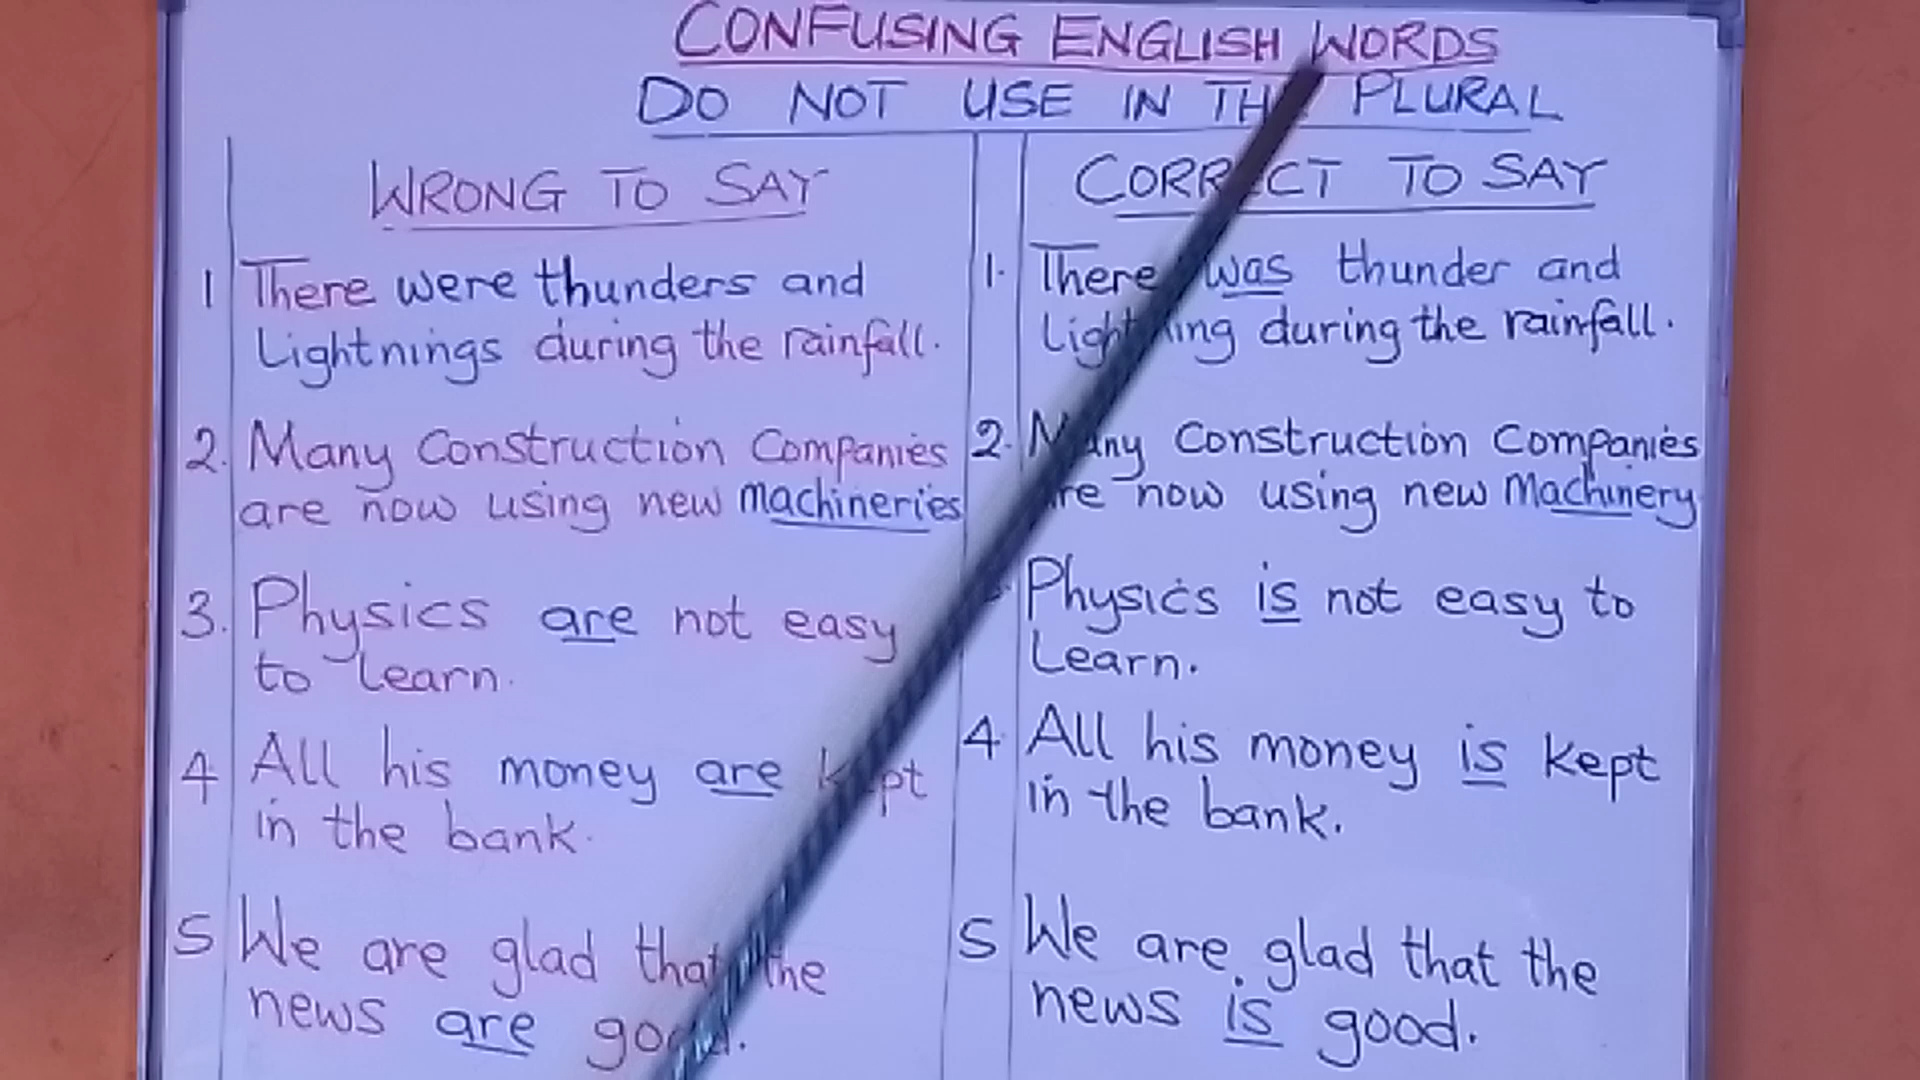 CONFUSING ENGLISH WORDS
DO NOT USE IN THE PLURAL
WRONG TO SAY
1 There were thunders and
Lightnings during the rainfall.
2. Many Construction Companies
are now using new machineries
3. Physics are not easy
to learn.
4 All his money are kept
in the bank.
5 We are glad that the
news are good.
CORRECT TO SAY
1. There was thunder and
Lightning during the rainfall.
2. Many Construction Companies
are now using new Machinery
Physics is not easy to
Learn.
4 All his money is kept
in the bank.
5 We are glad that the
news is good.